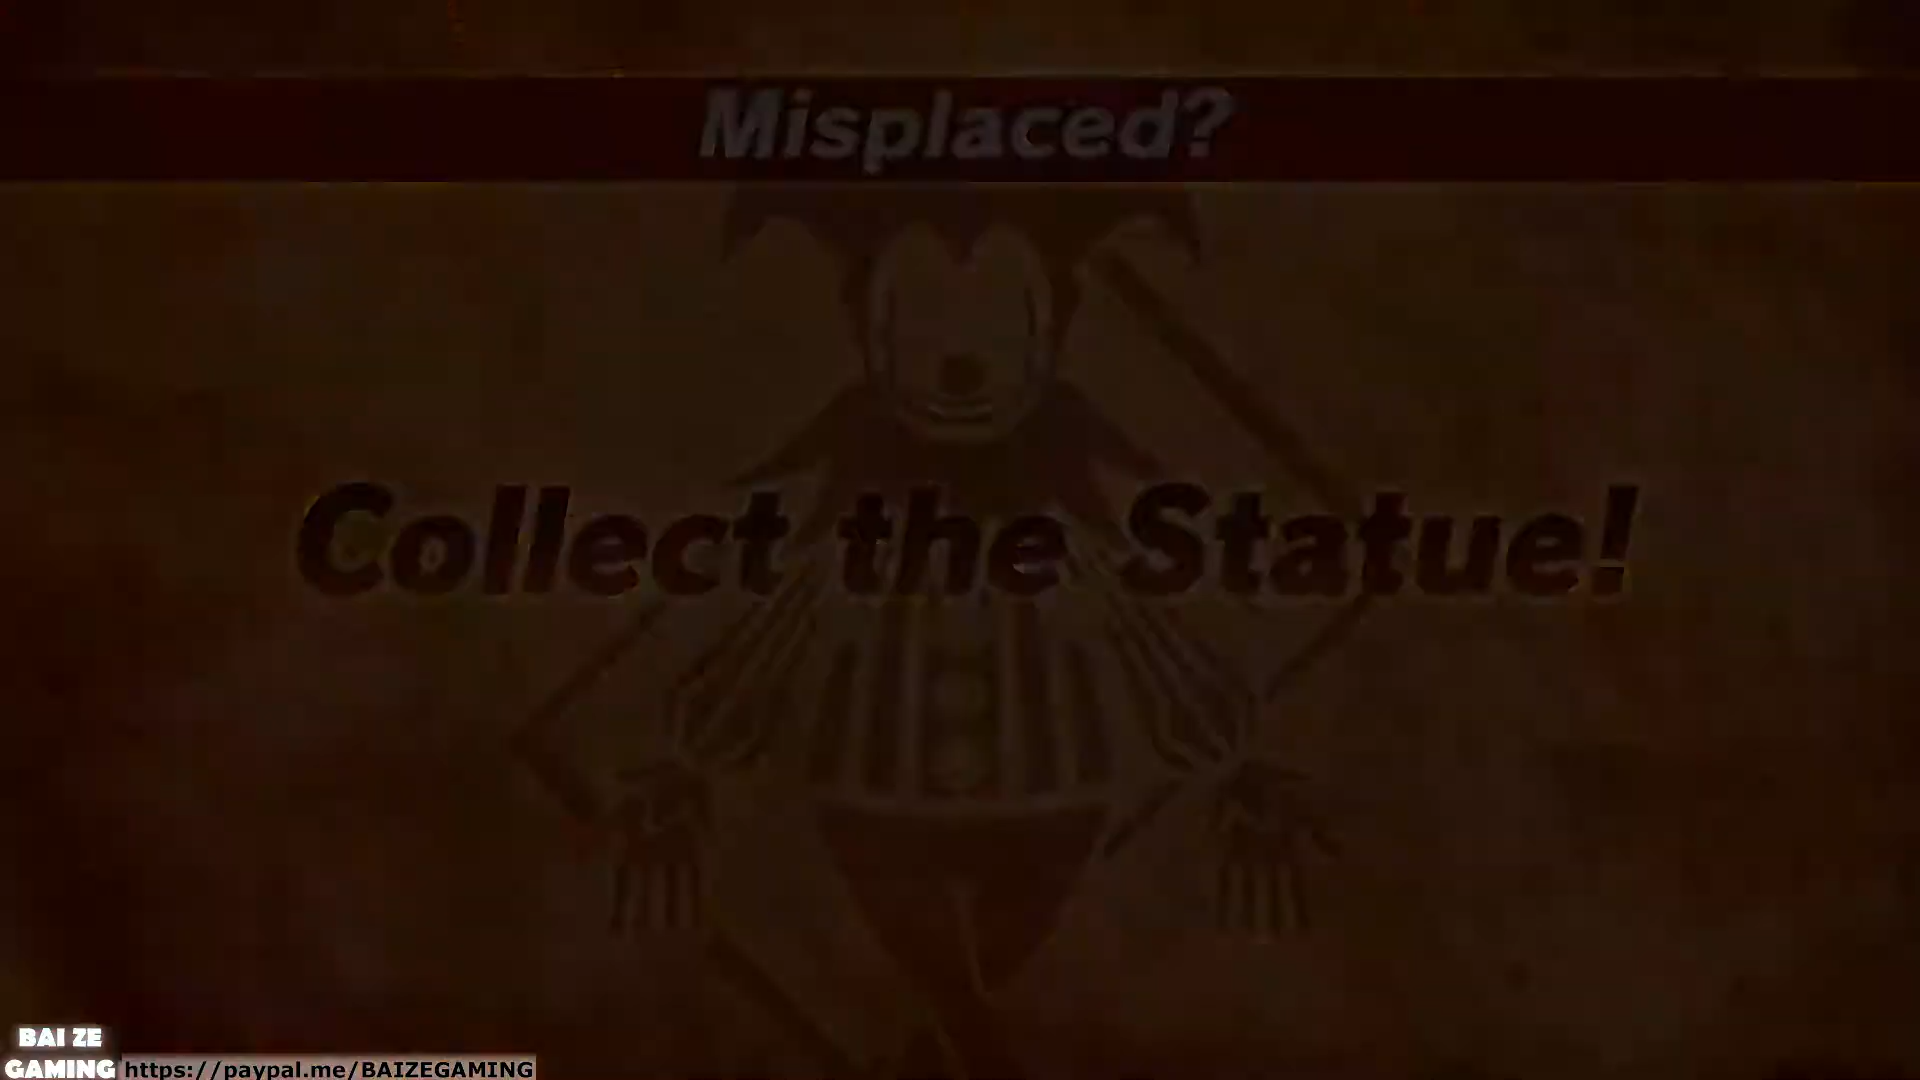 Misplaced?
Collect the Statue!
BAI ZE
GAMING https://paypal.me/BAIZEGAMING